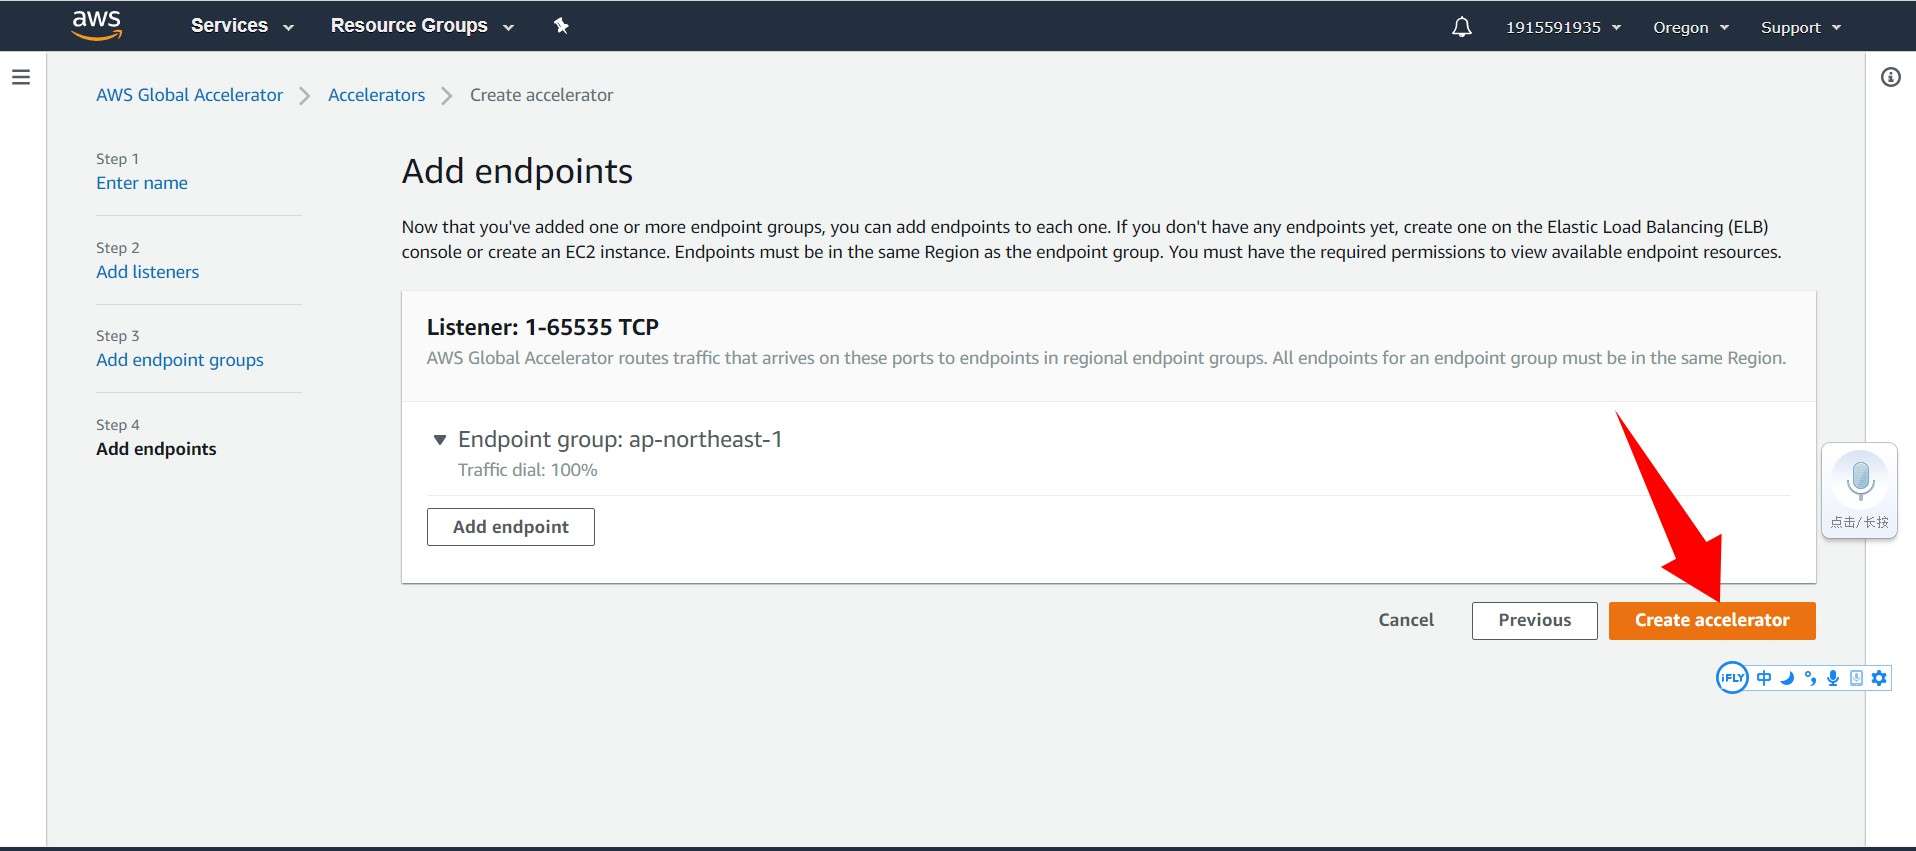 aws Services Resource Groups 1915591935 Oregon Support
AWS Global Accelerator Accelerators Create accelerator
Step 1
Enter name
Step 2
Add listeners
Step 3
Add endpoint groups
Step 4
Add endpoints
Add endpoints
Now that you've added one or more endpoint groups, you can add endpoints to each one. If you don't have any endpoints yet, create one on the Elastic Load Balancing (ELB)
console or create an EC2 instance. Endpoints must be in the same Region as the endpoint group. You must have the required permissions to view available endpoint resources.
Listener: 1-65535 TCP
AWS Global Accelerator routes traffic that arrives on these ports to endpoints in regional endpoint groups. All endpoints for an endpoint group must be in the same Region.
Endpoint group: ap-northeast-1
Traffic dial: 100%
Add endpoint
点击/长按
Cancel Previous Create accelerator
iFLY 中